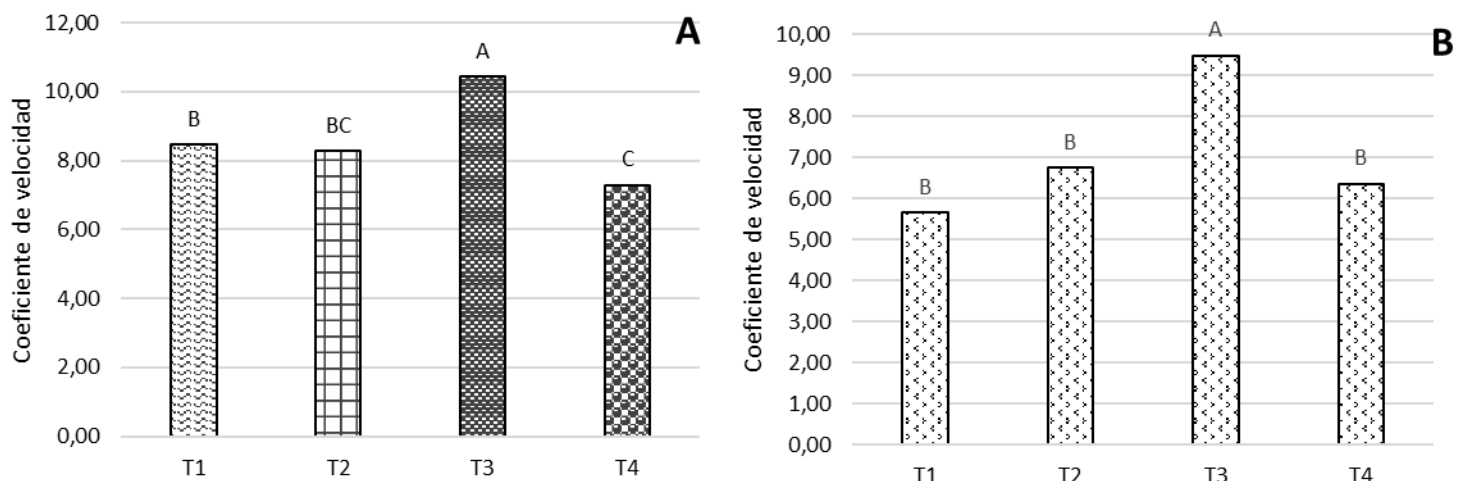 A
Coeficiente de velocidad
12,00
10,00
8,00
6,00
4,00
2,00
0,00
B
BC
A
C
T1 T2 T3 T4
B
Coeficiente de velocidad
10,00
9,00
8,00
7,00
6,00
5,00
4,00
3,00
2,00
1,00
0,00
B
B
A
B
T1 T2 T3 T4